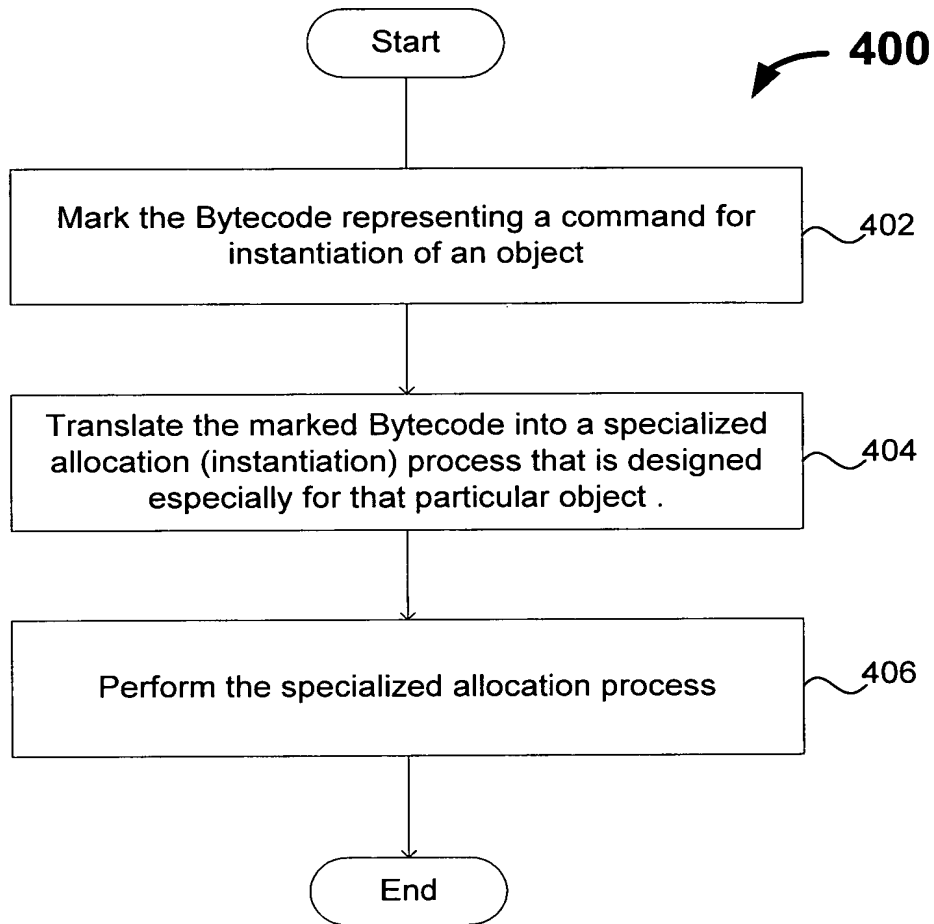 Start
400
Mark the Bytecode representing a command for
instantiation of an object
402
Translate the marked Bytecode into a specialized
allocation (instantiation) process that is designed
especially for that particular object .
404
Perform the specialized allocation process
406
End